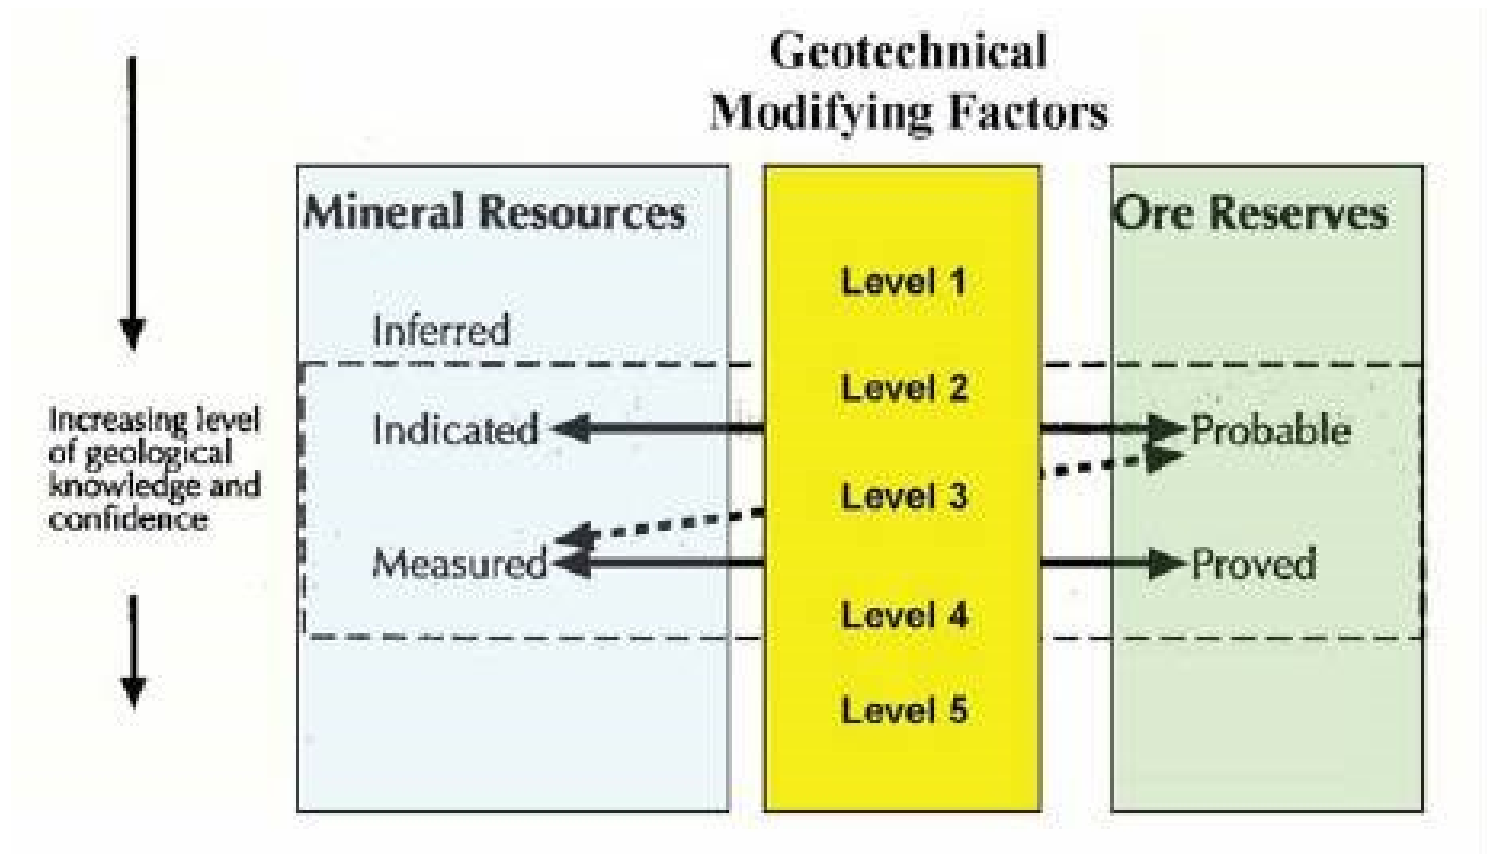 Geotechnical
Modifying Factors
Mineral Resources
Ore Reserves
Level 1
Inferred
Level 2
Indicated
Probable
Increasing level
of geological
knowledge and
confidence
Level 3
Measured
Proved
Level 4
Level 5